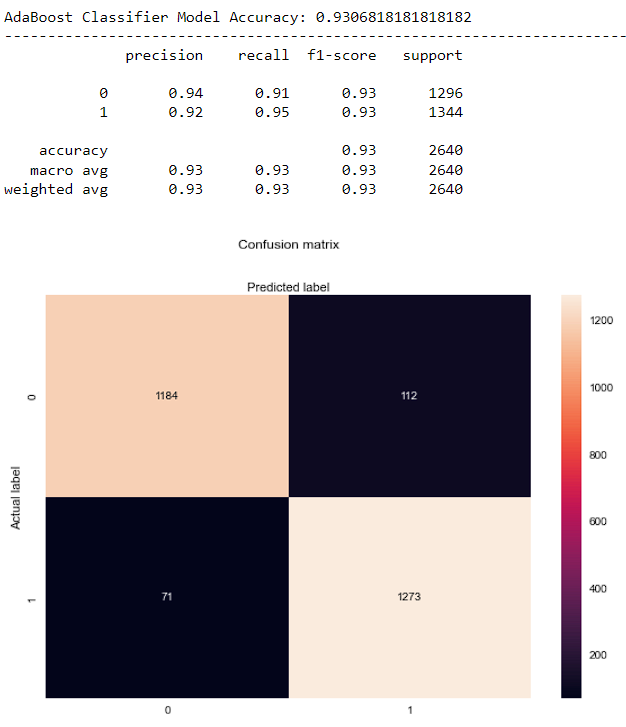 AdaBoost Classifier Model Accuracy: 0.9306818181818182
--------------------------------------------------------------------------
precision recall f1-score support
0 0.94 0.91 0.93 1296
1 0.92 0.95 0.93 1344
accuracy 0.93 2640
macro avg 0.93 0.93 0.93 2640
weighted avg 0.93 0.93 0.93 2640
Confusion matrix
Predicted label
1200
1000
800
600
400
200
Actual label
0
1184 112
1
71 1273
0 1